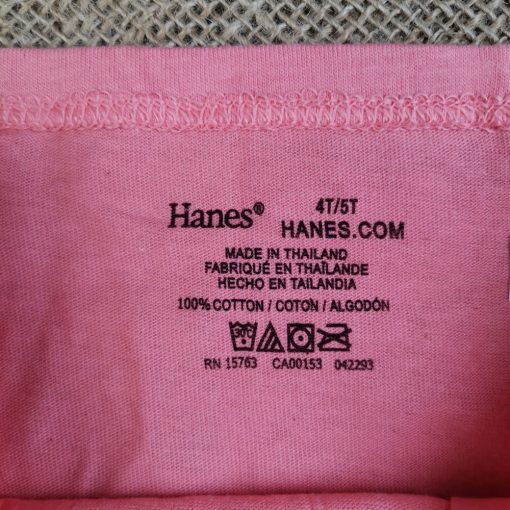 Hanes®
4T/5T
HANES.COM
MADE IN THAILAND
FABRIQUÉ EN THAÏLANDE
HECHO EN TAILANDIA
100% COTTON / COTON / ALGODÓN
30°C
RN 15763 CA00153 042293